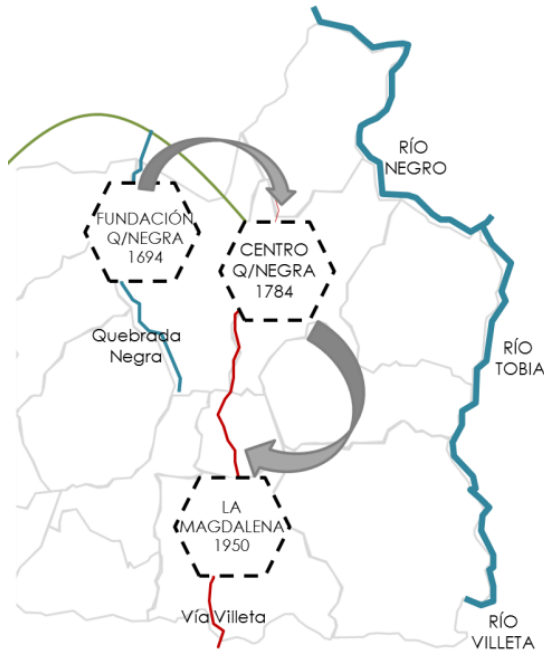 RÍO
NEGRO
FUNDACIÓN
Q/NEGRA
1694
CENTRO
Q/NEGRA
1784
Quebrada
Negra
RÍO
TOBIA
LA
MAGDALENA
1950
Vía Villeta
RÍO
VILLETA